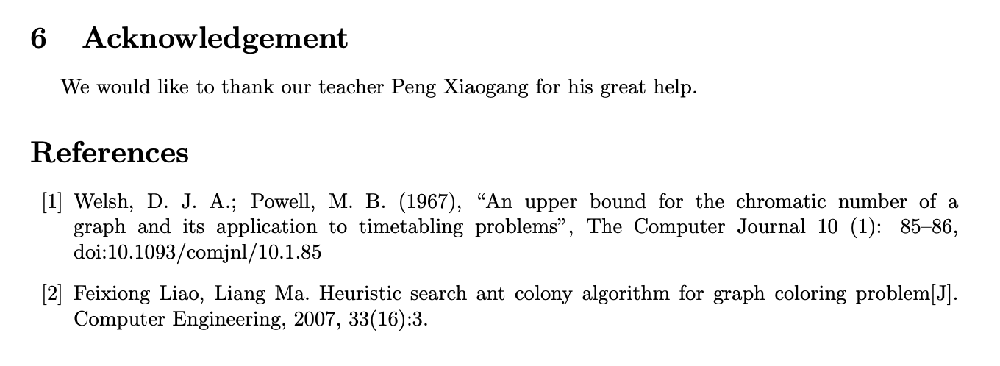 6 Acknowledgement
We would like to thank our teacher Peng Xiaogang for his great help.
References
[1] Welsh, D. J. A.; Powell, M. B. (1967), “An upper bound for the chromatic number of a
graph and its application to timetabling problems”, The Computer Journal 10 (1): 85–86,
doi:10.1093/comjnl/10.1.85
[2] Feixiong Liao, Liang Ma. Heuristic search ant colony algorithm for graph coloring problem[J].
Computer Engineering, 2007, 33(16):3.